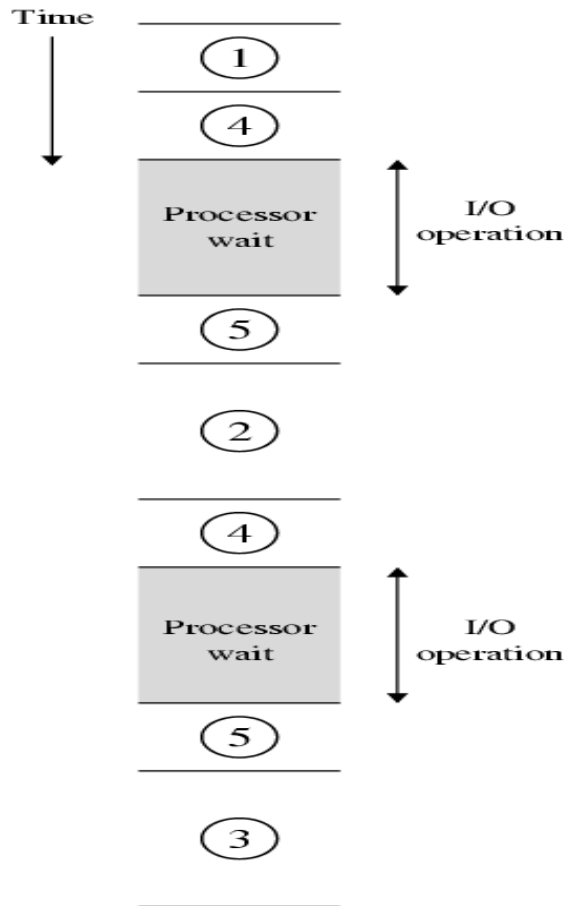 Time
1
4
Processor
wait
I/O
operation
5
2
4
Processor
wait
I/O
operation
5
3